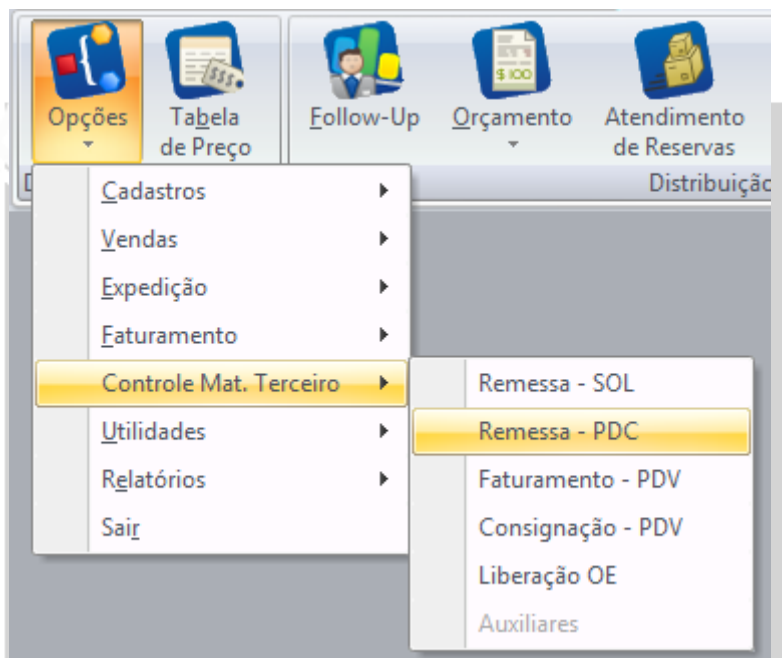 $$$.
$100
Opções
Tabela
de Preço
Follow-Up
Orçamento
Atendimento
de Reservas
D
Distribuição
Cadastros
Vendas
Expedição
Faturamento
Controle Mat. Terceiro
Utilidades
Relatórios
Sair
Remessa - SOL
Remessa - PDC
Faturamento - PDV
Consignação - PDV
Liberação OE
Auxiliares